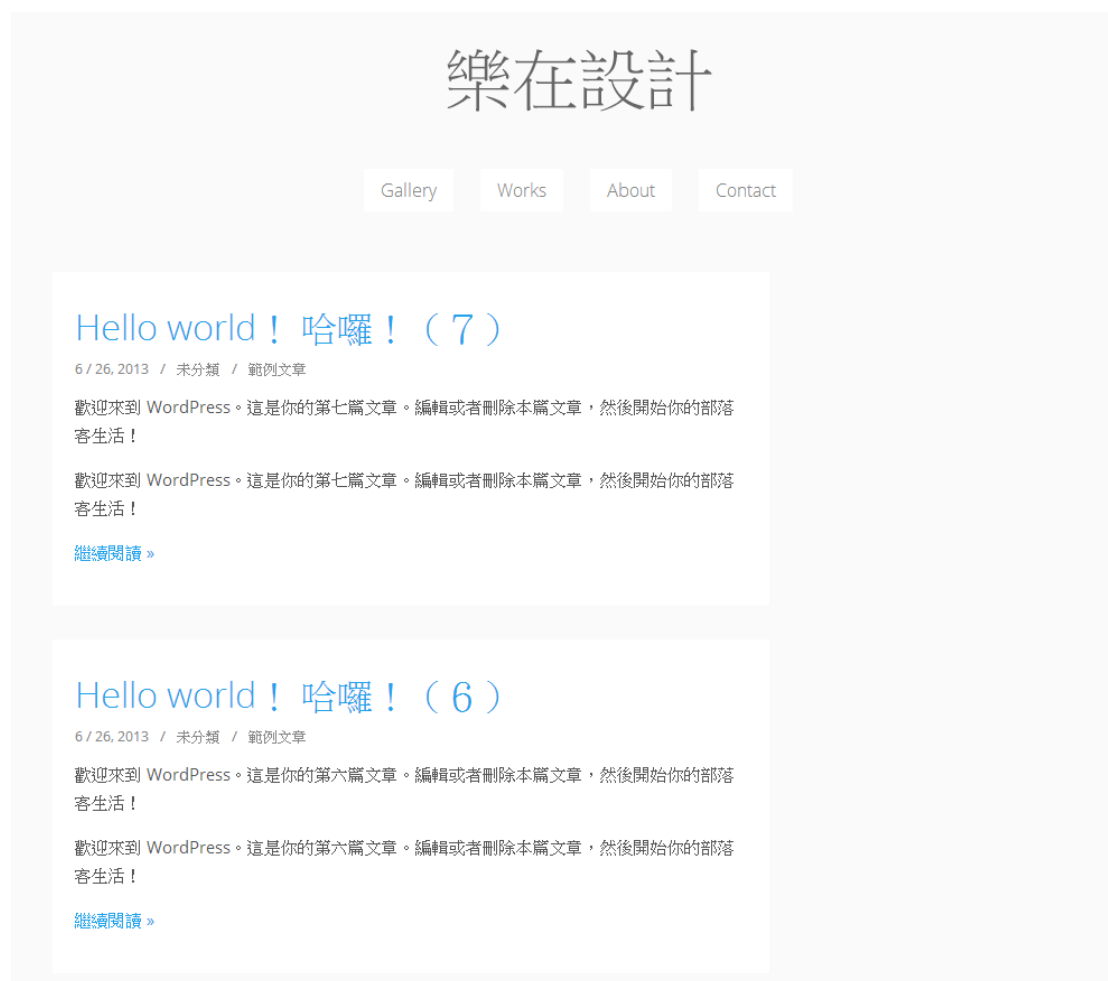 樂在設計
Gallery Works About Contact
Hello world！ 哈囉！（７）
6 / 26, 2013 / 未分類 / 範例文章
歡迎來到 WordPress。這是你的第七篇文章。編輯或者刪除本篇文章，然後開始你的部落
客生活！
歡迎來到 WordPress。這是你的第七篇文章。編輯或者刪除本篇文章，然後開始你的部落
客生活！
繼續閱讀 »
Hello world！ 哈囉！（６）
6 / 26, 2013 / 未分類 / 範例文章
歡迎來到 WordPress。這是你的第六篇文章。編輯或者刪除本篇文章，然後開始你的部落
客生活！
歡迎來到 WordPress。這是你的第六篇文章。編輯或者刪除本篇文章，然後開始你的部落
客生活！
繼續閱讀 »